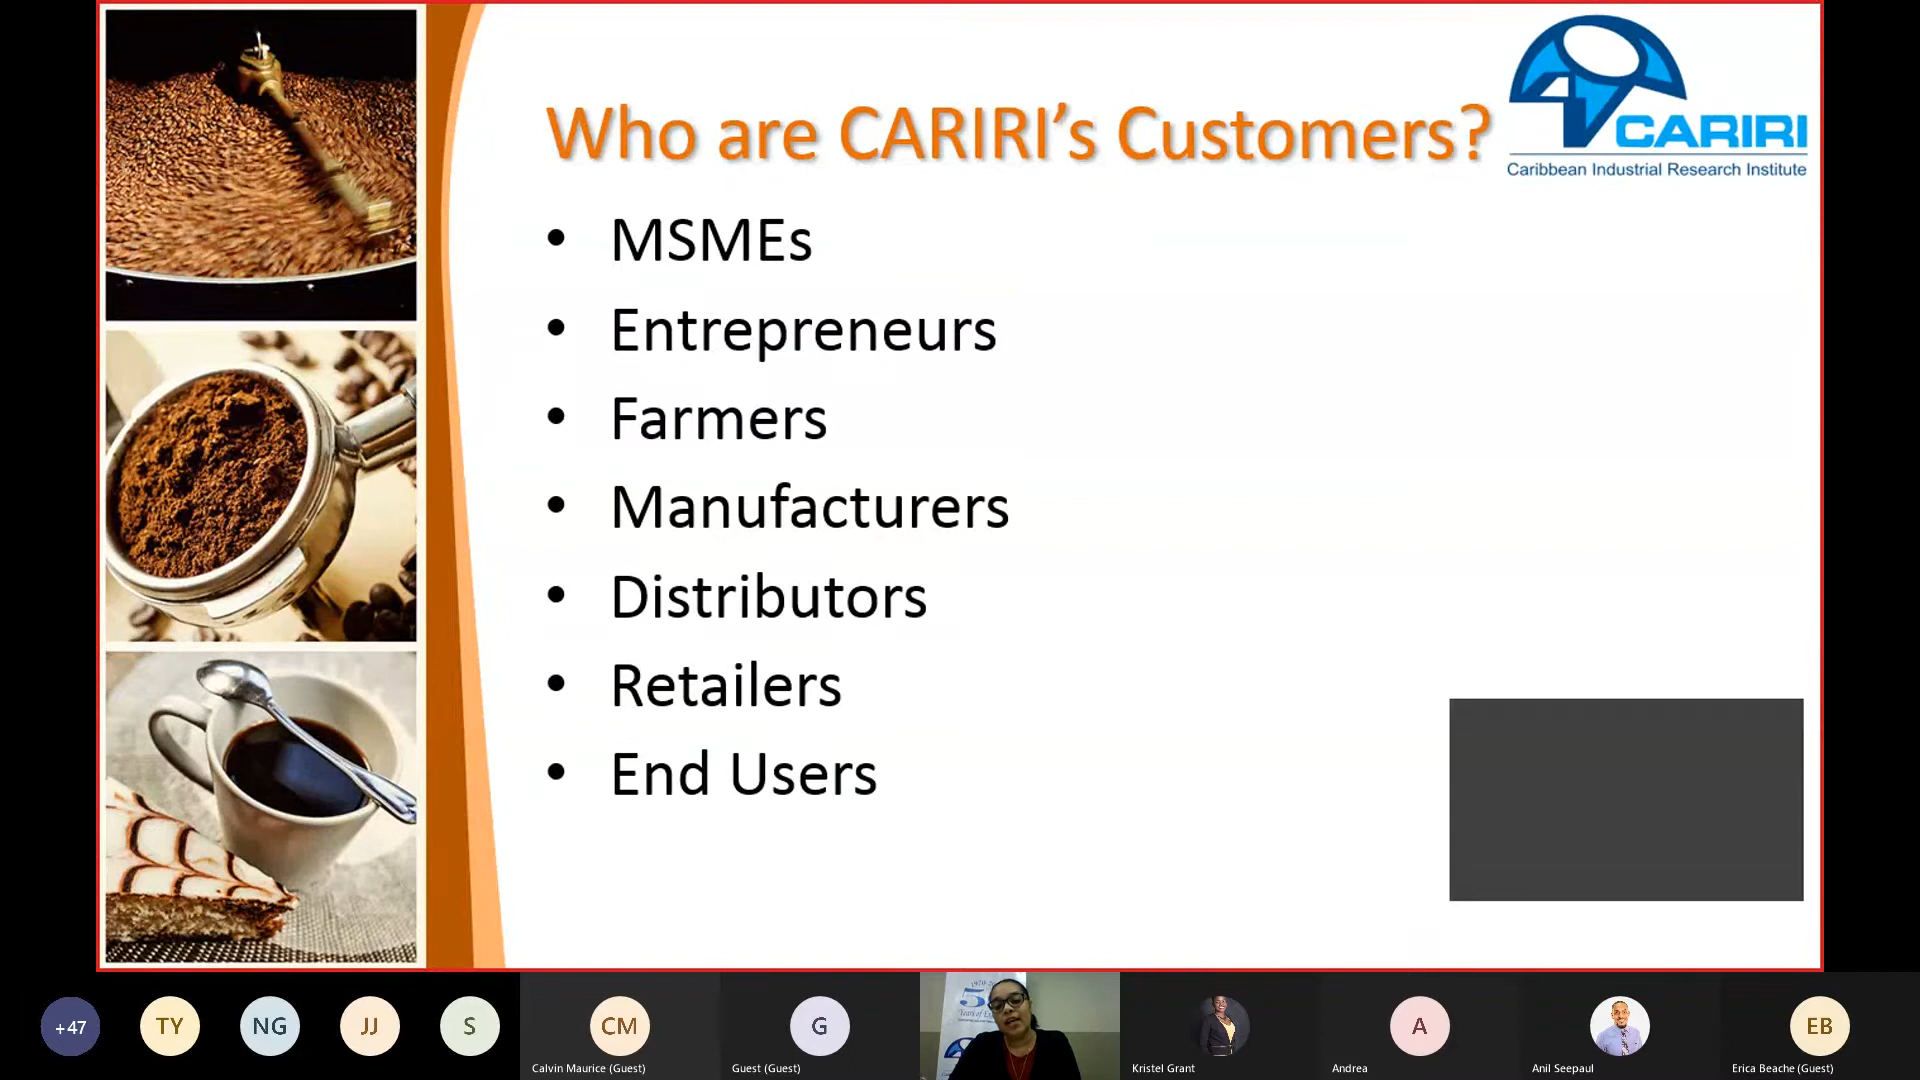 Who are CARIRI's Customers?
CARIRI
Caribbean Industrial Research Institute
• MSMEs
• Entrepreneurs
• Farmers
• Manufacturers
• Distributors
• Retailers
• End Users
+47
TY
NG
JJ
S
CM
G
A
EB
Calvin Maurice (Guest)
Guest (Guest)
Kristel Grant
Andrea
Anil Seepaul
Erica Beache (Guest)